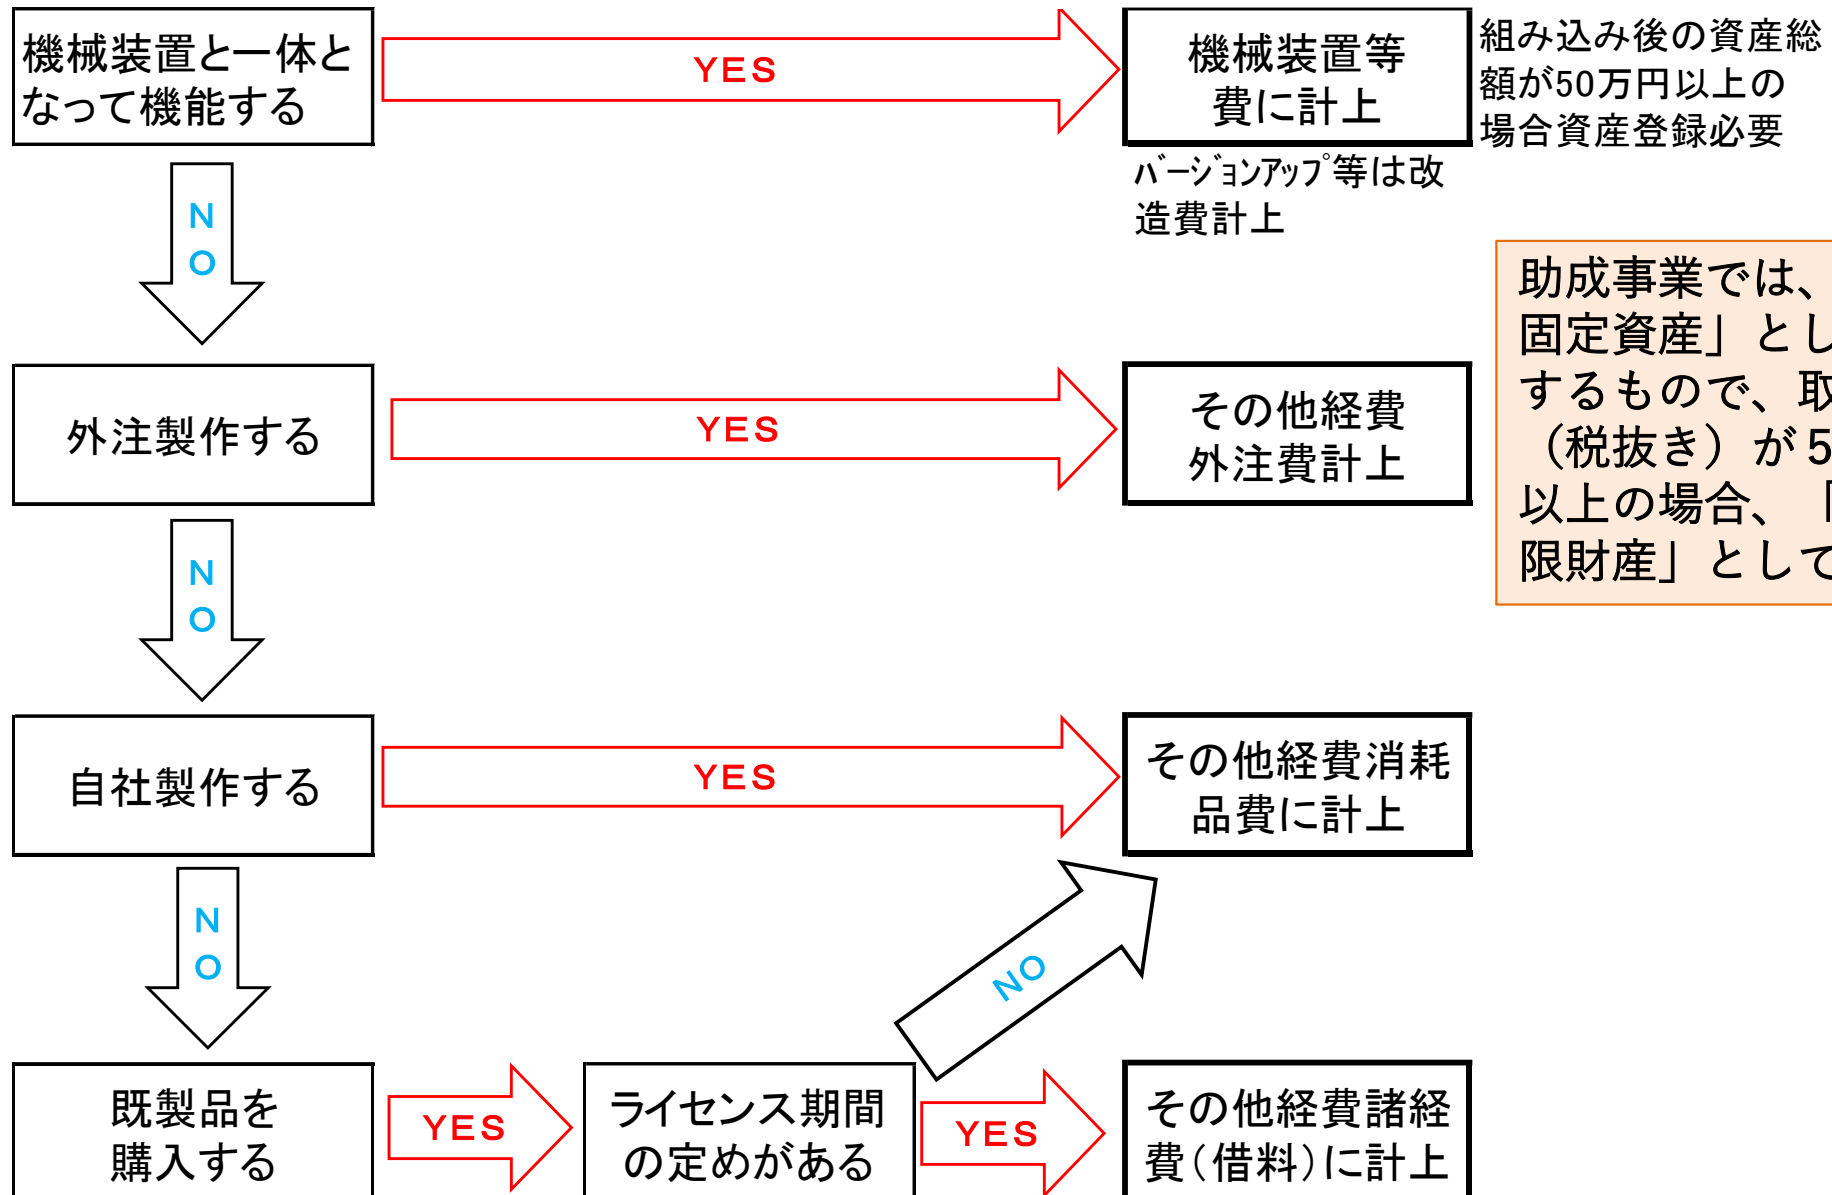 機械装置と一体と
なって機能する
YES
機械装置等
費に計上
組み込み後の資産総
額が50万円以上の
場合資産登録必要
ﾊﾞｰｼﾞｮﾝｱｯﾌﾟ等は改
造費計上
N
O
助成事業では、
固定資産」とし
するもので、取
（税抜き）が5
以上の場合、「
限財産」として
外注製作する
YES
その他経費
外注費計上
N
O
自社製作する
YES
その他経費消耗
品費に計上
N
O
NO
既製品を
購入する
YES
ライセンス期間
の定めがある
YES
その他経費諸経
費(借料)に計上